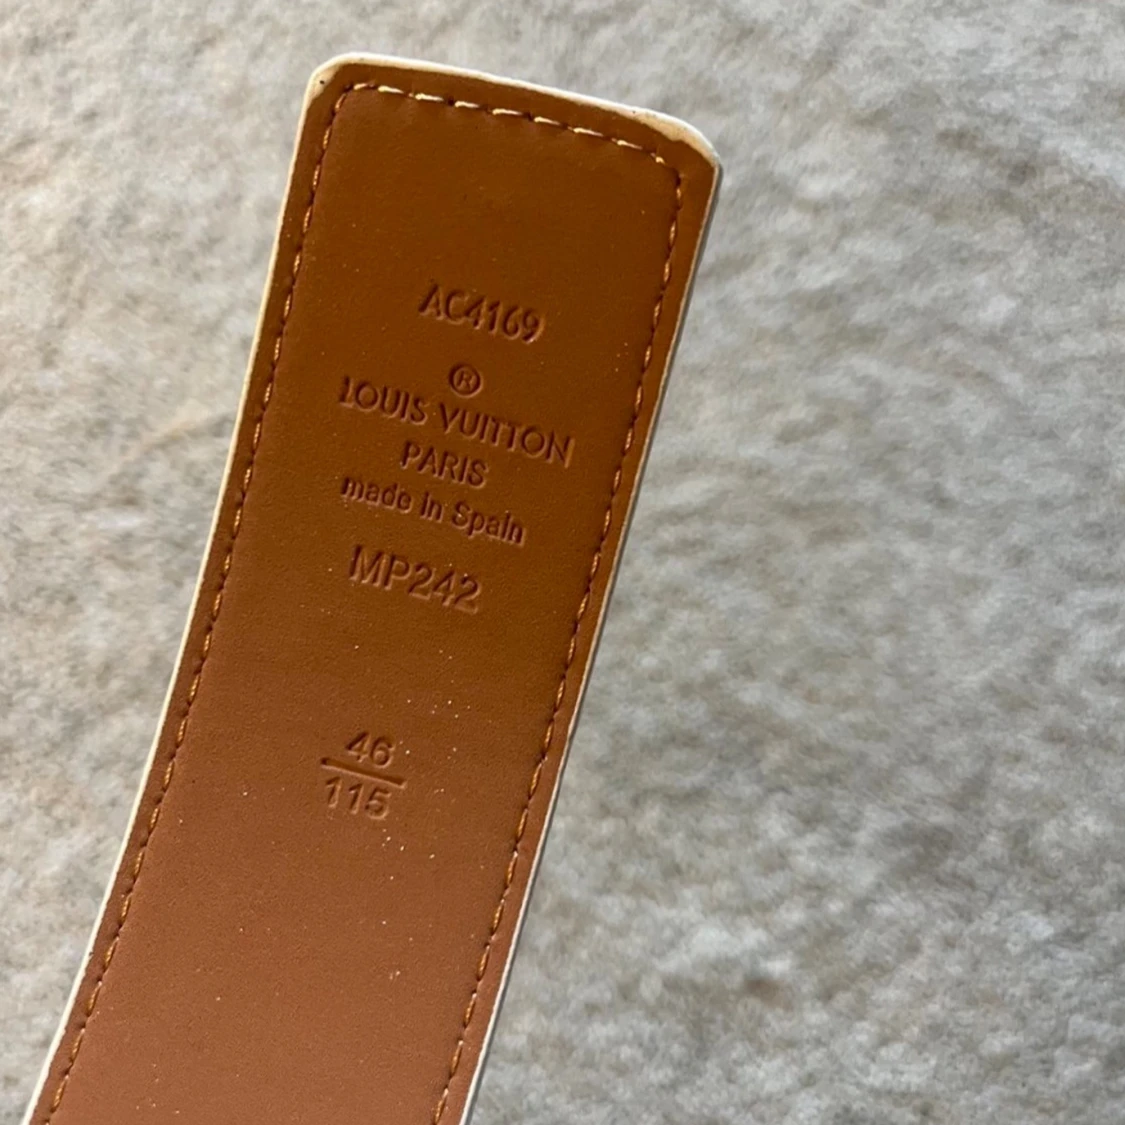 AC4169
®
LOUIS VUITTON
PARIS
made in Spain
MP242
46
115